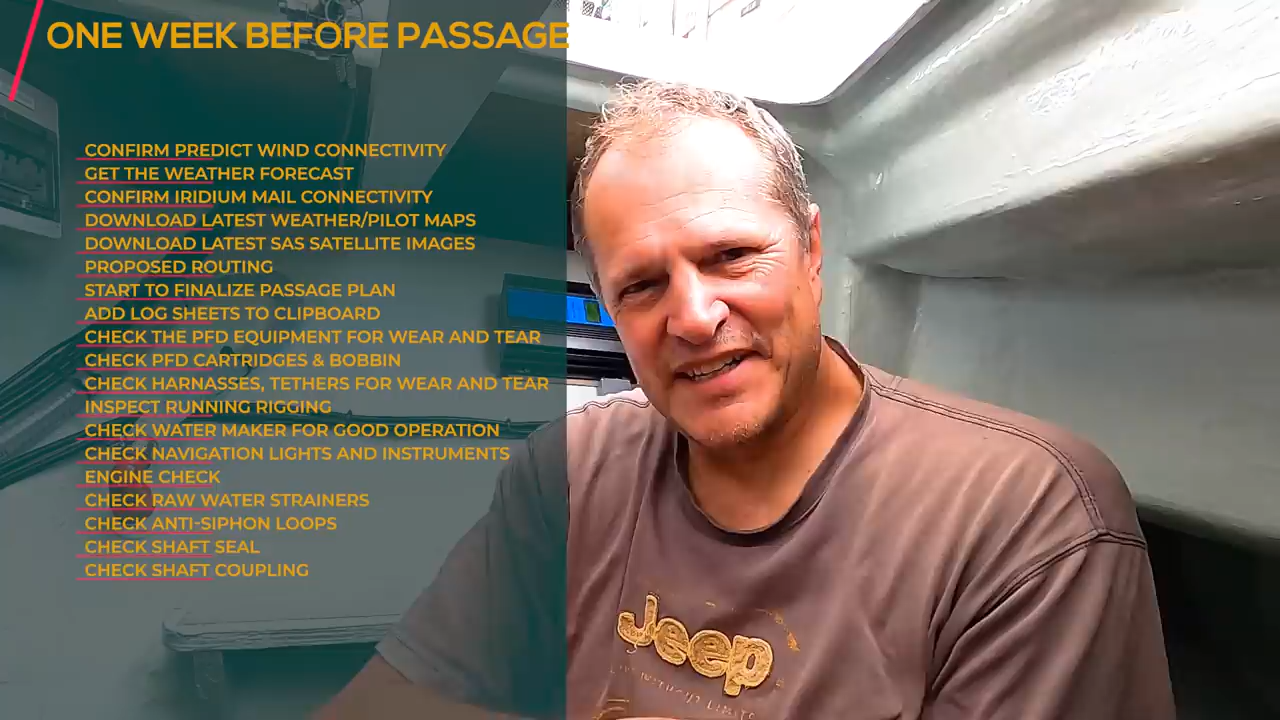 ONE WEEK BEFORE PASSAGE
CONFIRM PREDICT WIND CONNECTIVITY
GET THE WEATHER FORECAST
CONFIRM IRIDIUM MAIL CONNECTIVITY
DOWNLOAD LATEST WEATHER/PILOT MAPS
DOWNLOAD LATEST SAS SATELLITE IMAGES
PROPOSED ROUTING
START TO FINALIZE PASSAGE PLAN
ADD LOG SHEETS TO CLIPBOARD
CHECK THE PFD EQUIPMENT FOR WEAR AND TEAR
CHECK PFD CARTRIDGES & BOBBIN
CHECK HARNASSES, TETHERS FOR WEAR AND TEAR
INSPECT RUNNING RIGGING
CHECK WATER MAKER FOR GOOD OPERATION
CHECK NAVIGATION LIGHTS AND INSTRUMENTS
ENGINE CHECK
CHECK RAW WATER STRAINERS
CHECK ANTI-SIPHON LOOPS
CHECK SHAFT SEAL
CHECK SHAFT COUPLING
Jeep